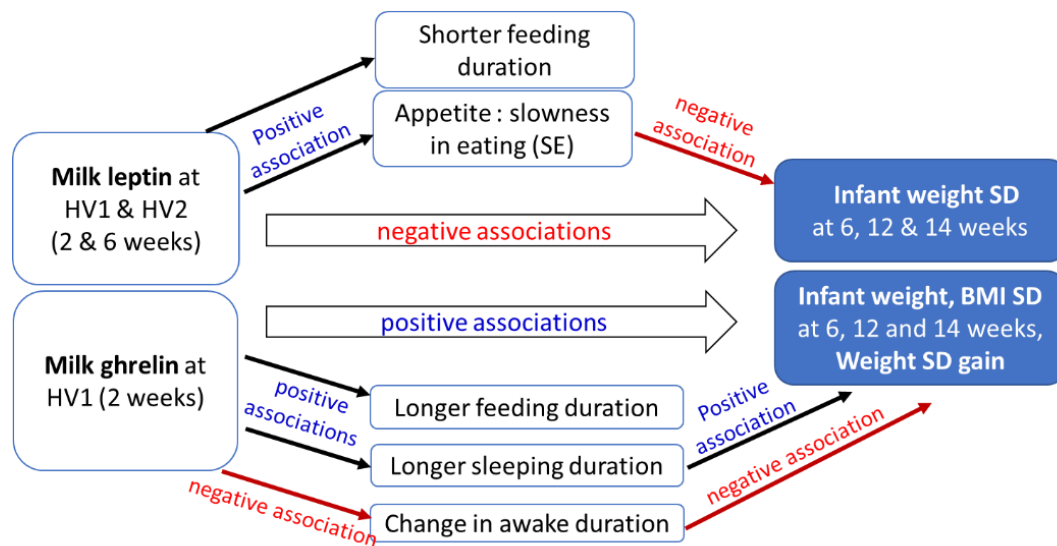 Shorter feeding
duration
Positive
association
Appetite : slowness
in eating (SE)
negative
association
Milk leptin at
HV1 & HV2
(2 & 6 weeks)
negative associations
Infant weight SD
at 6, 12 & 14 weeks
Milk ghrelin at
HV1 (2 weeks)
positive associations
Infant weight, BMI SD
at 6, 12 and 14 weeks,
Weight SD gain
positive
associations
Longer feeding duration
Longer sleeping duration
Positive
association
negative association
Change in awake duration
negative association